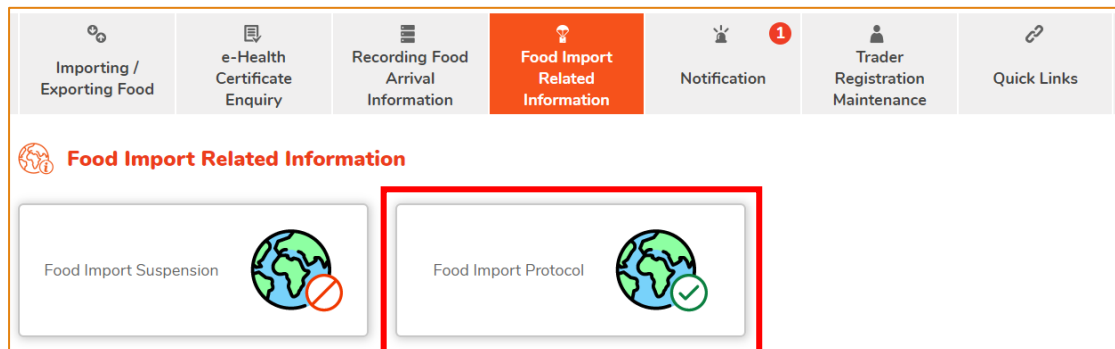 Importing /
Exporting Food
e-Health
Certificate
Enquiry
Recording Food
Arrival
Information
Food Import
Related
Information
1
Notification
Trader
Registration
Maintenance
Quick Links
Food Import Related Information
Food Import Suspension
Food Import Protocol